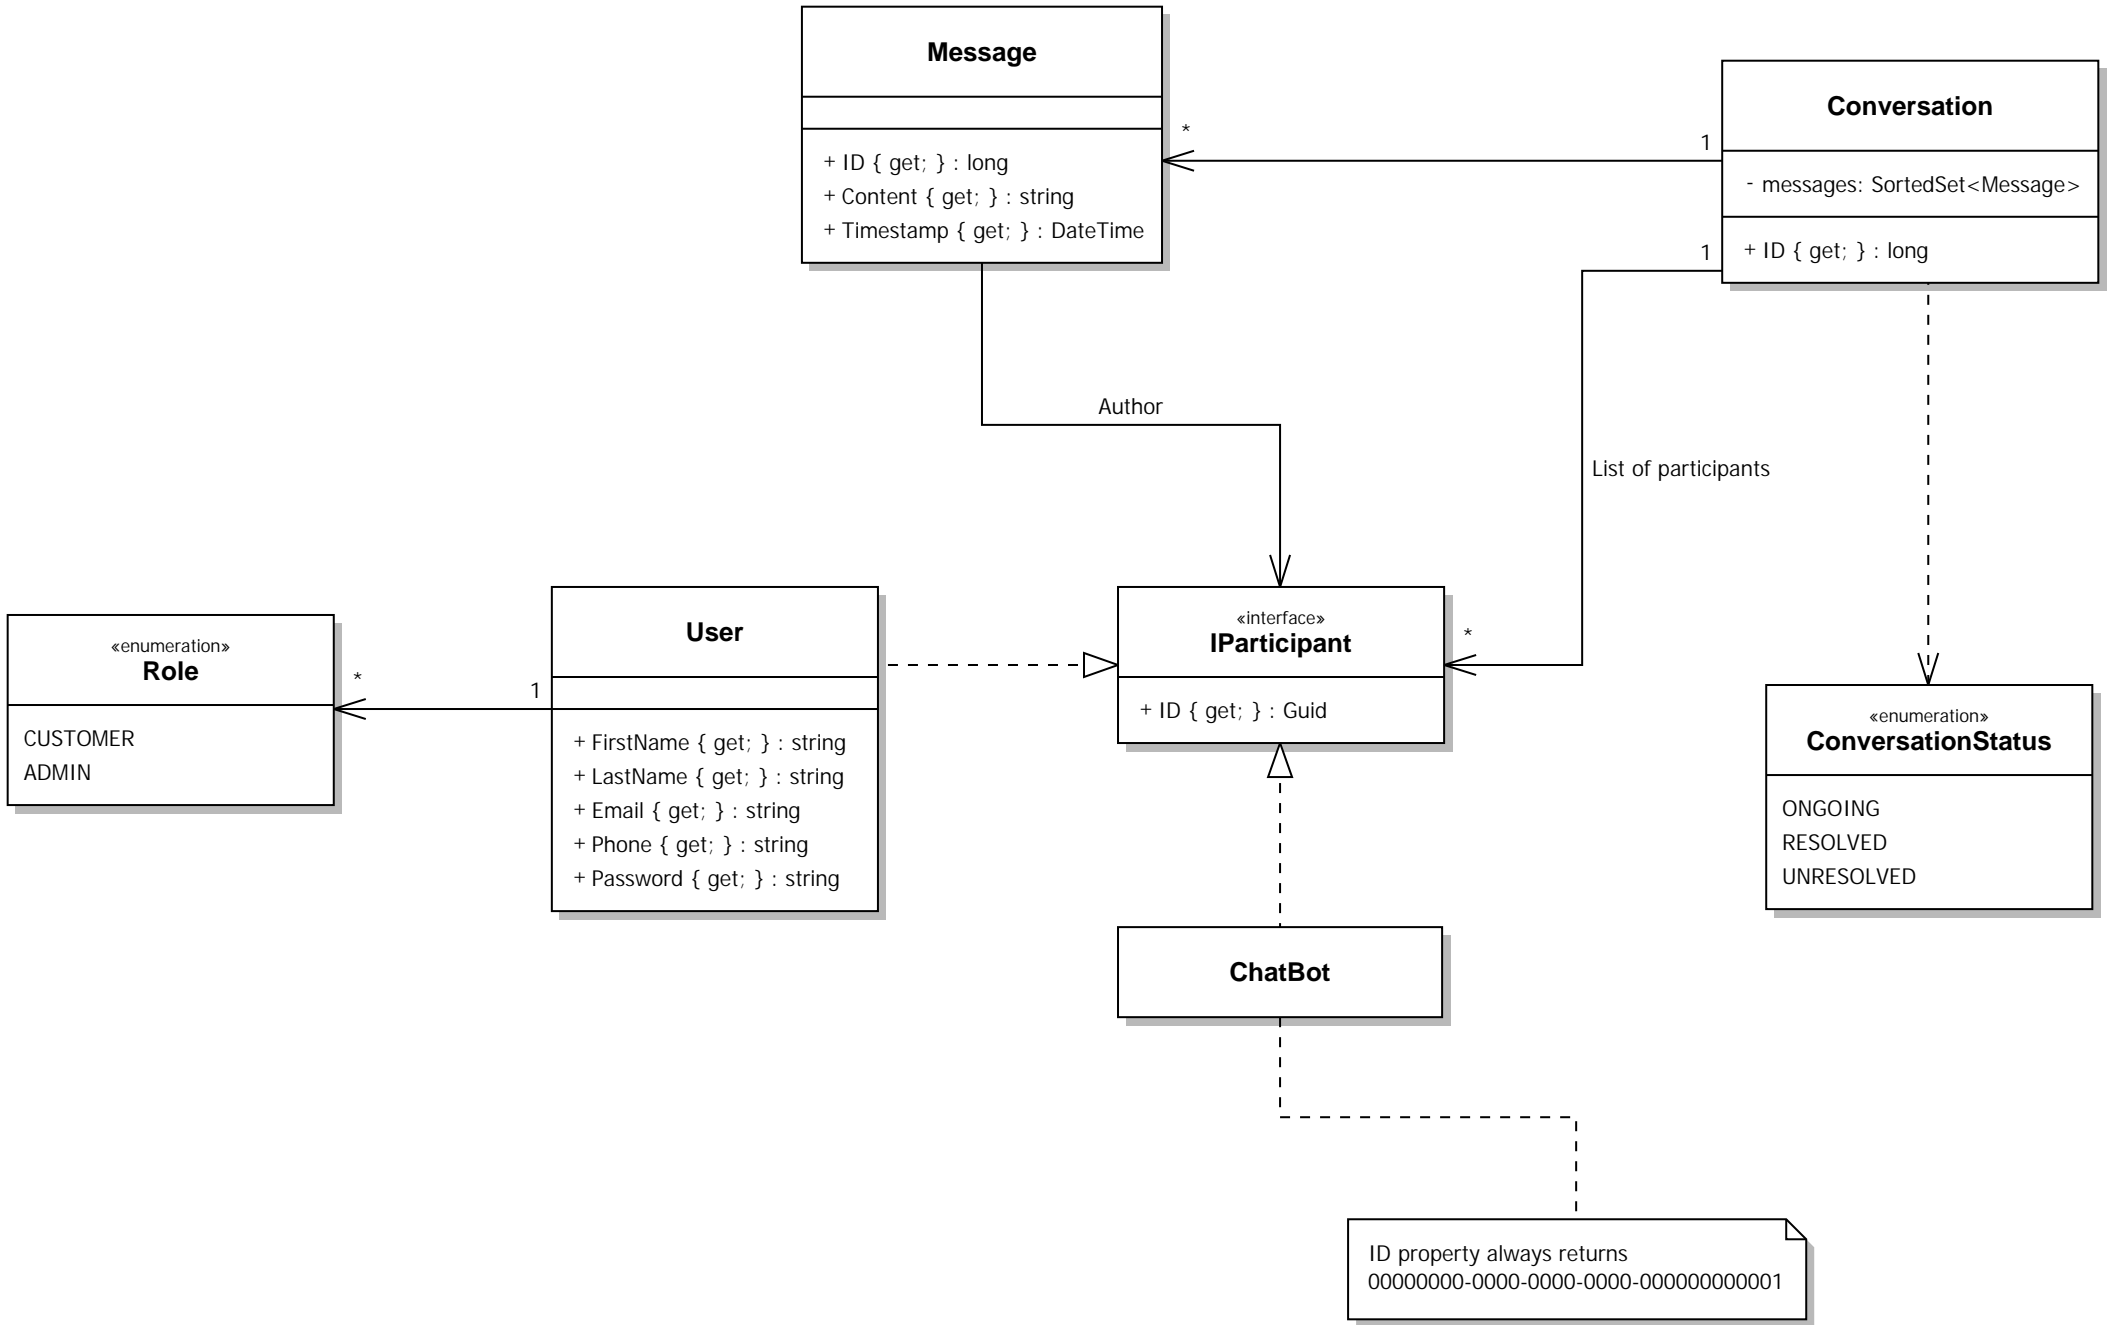 Message
+ ID { get; } : long
+ Content { get; } : string
+ Timestamp { get; } : DateTime
*
1
Conversation
- messages: SortedSet<Message>
+ ID { get; } : long
1
Author
List of participants
«enumeration»
Role
CUSTOMER
ADMIN
*
1
User
+ FirstName { get; } : string
+ LastName { get; } : string
+ Email { get; } : string
+ Phone { get; } : string
+ Password { get; } : string
«interface»
IParticipant
+ ID { get; } : Guid
*
«enumeration»
ConversationStatus
ONGOING
RESOLVED
UNRESOLVED
ChatBot
ID property always returns
00000000-0000-0000-0000-000000000001